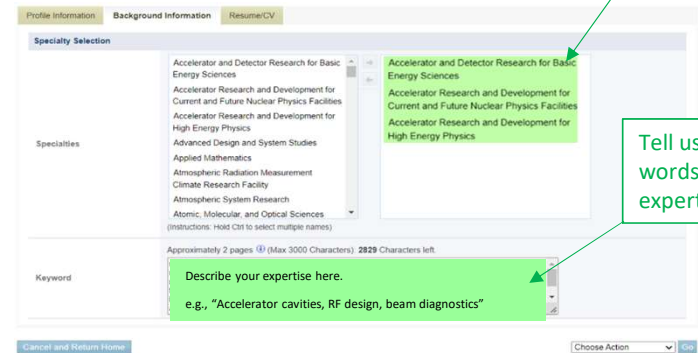 Profile Information Background Information Resume/CV
Specialty Selection
Specialties
Accelerator and Detector Research for Basic
Energy Sciences
Accelerator Research and Development for
Current and Future Nuclear Physics Facilities
Accelerator Research and Development for
High Energy Physics
Advanced Design and System Studies
Applied Mathematics
Atmospheric Radiation Measurement
Climate Research Facility
Atmospheric System Research
Atomic, Molecular, and Optical Sciences
(Instructions: Hold Ctrl to select multiple names)
Accelerator and Detector Research for Basic
Energy Sciences
Accelerator Research and Development for
Current and Future Nuclear Physics Facilities
Accelerator Research and Development for
High Energy Physics
Tell us
words
expert
Keyword
Approximately 2 pages (Max 3000 Characters): 2829 Characters left.
Describe your expertise here.
e.g., “Accelerator cavities, RF design, beam diagnostics”
Cancel and Return Home
Choose Action
Go